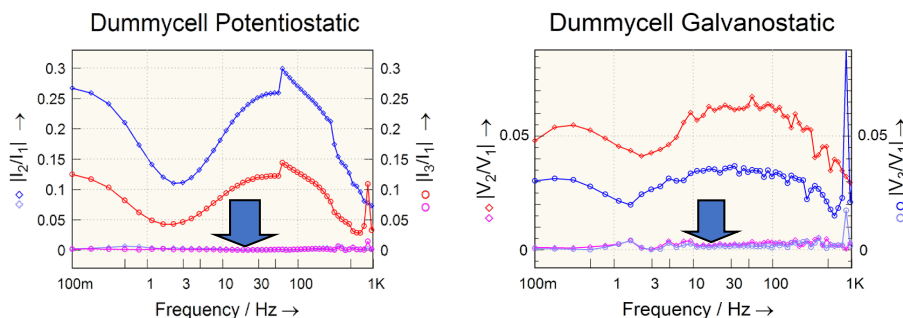 Dummycell Potentiostatic
0.3
0.25
0.2
0.15
0.1
0.05
0
|I₂/I₁| →
0.3
0.25
0.2
0.15
0.1
0.05
0
|I₃/I₁| →
100m 1 3 10 30 100 1K
Frequency / Hz →
Dummycell Galvanostatic
0.05
0
|V₂/V₁| →
0.05
0
|V₃/V₁| →
100m 1 3 10 30 100 1K
Frequency / Hz →